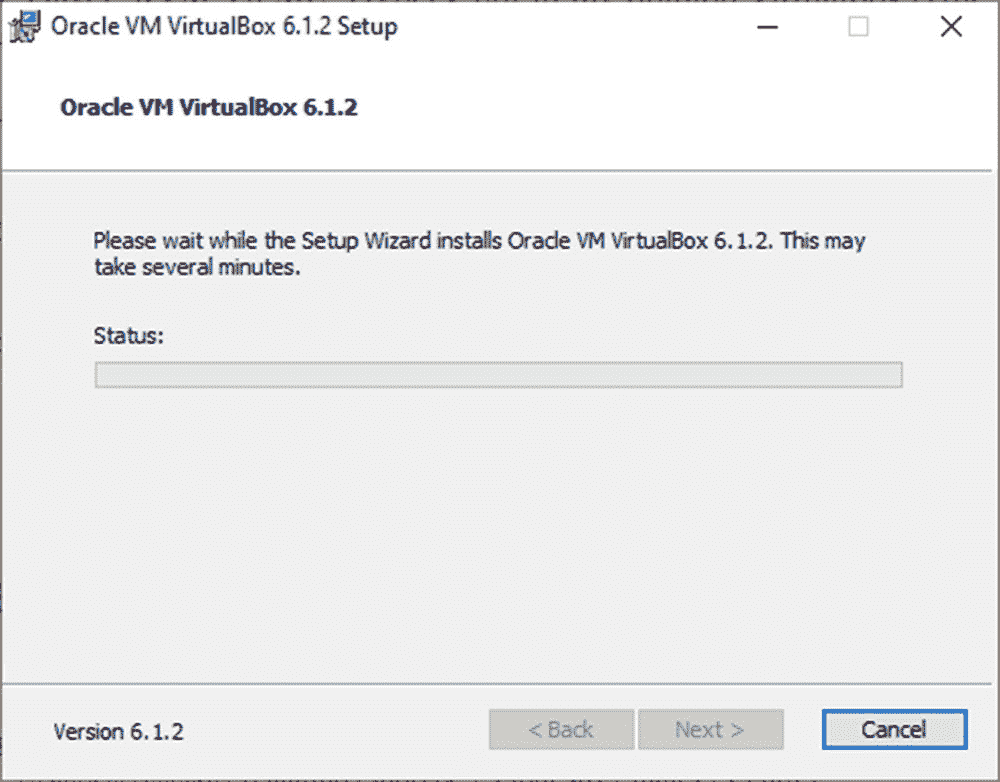 Oracle VM VirtualBox 6.1.2 Setup
Oracle VM VirtualBox 6.1.2
Please wait while the Setup Wizard installs Oracle VM VirtualBox 6.1.2. This may
take several minutes.
Status:
Version 6.1.2
< Back
Next >
Cancel